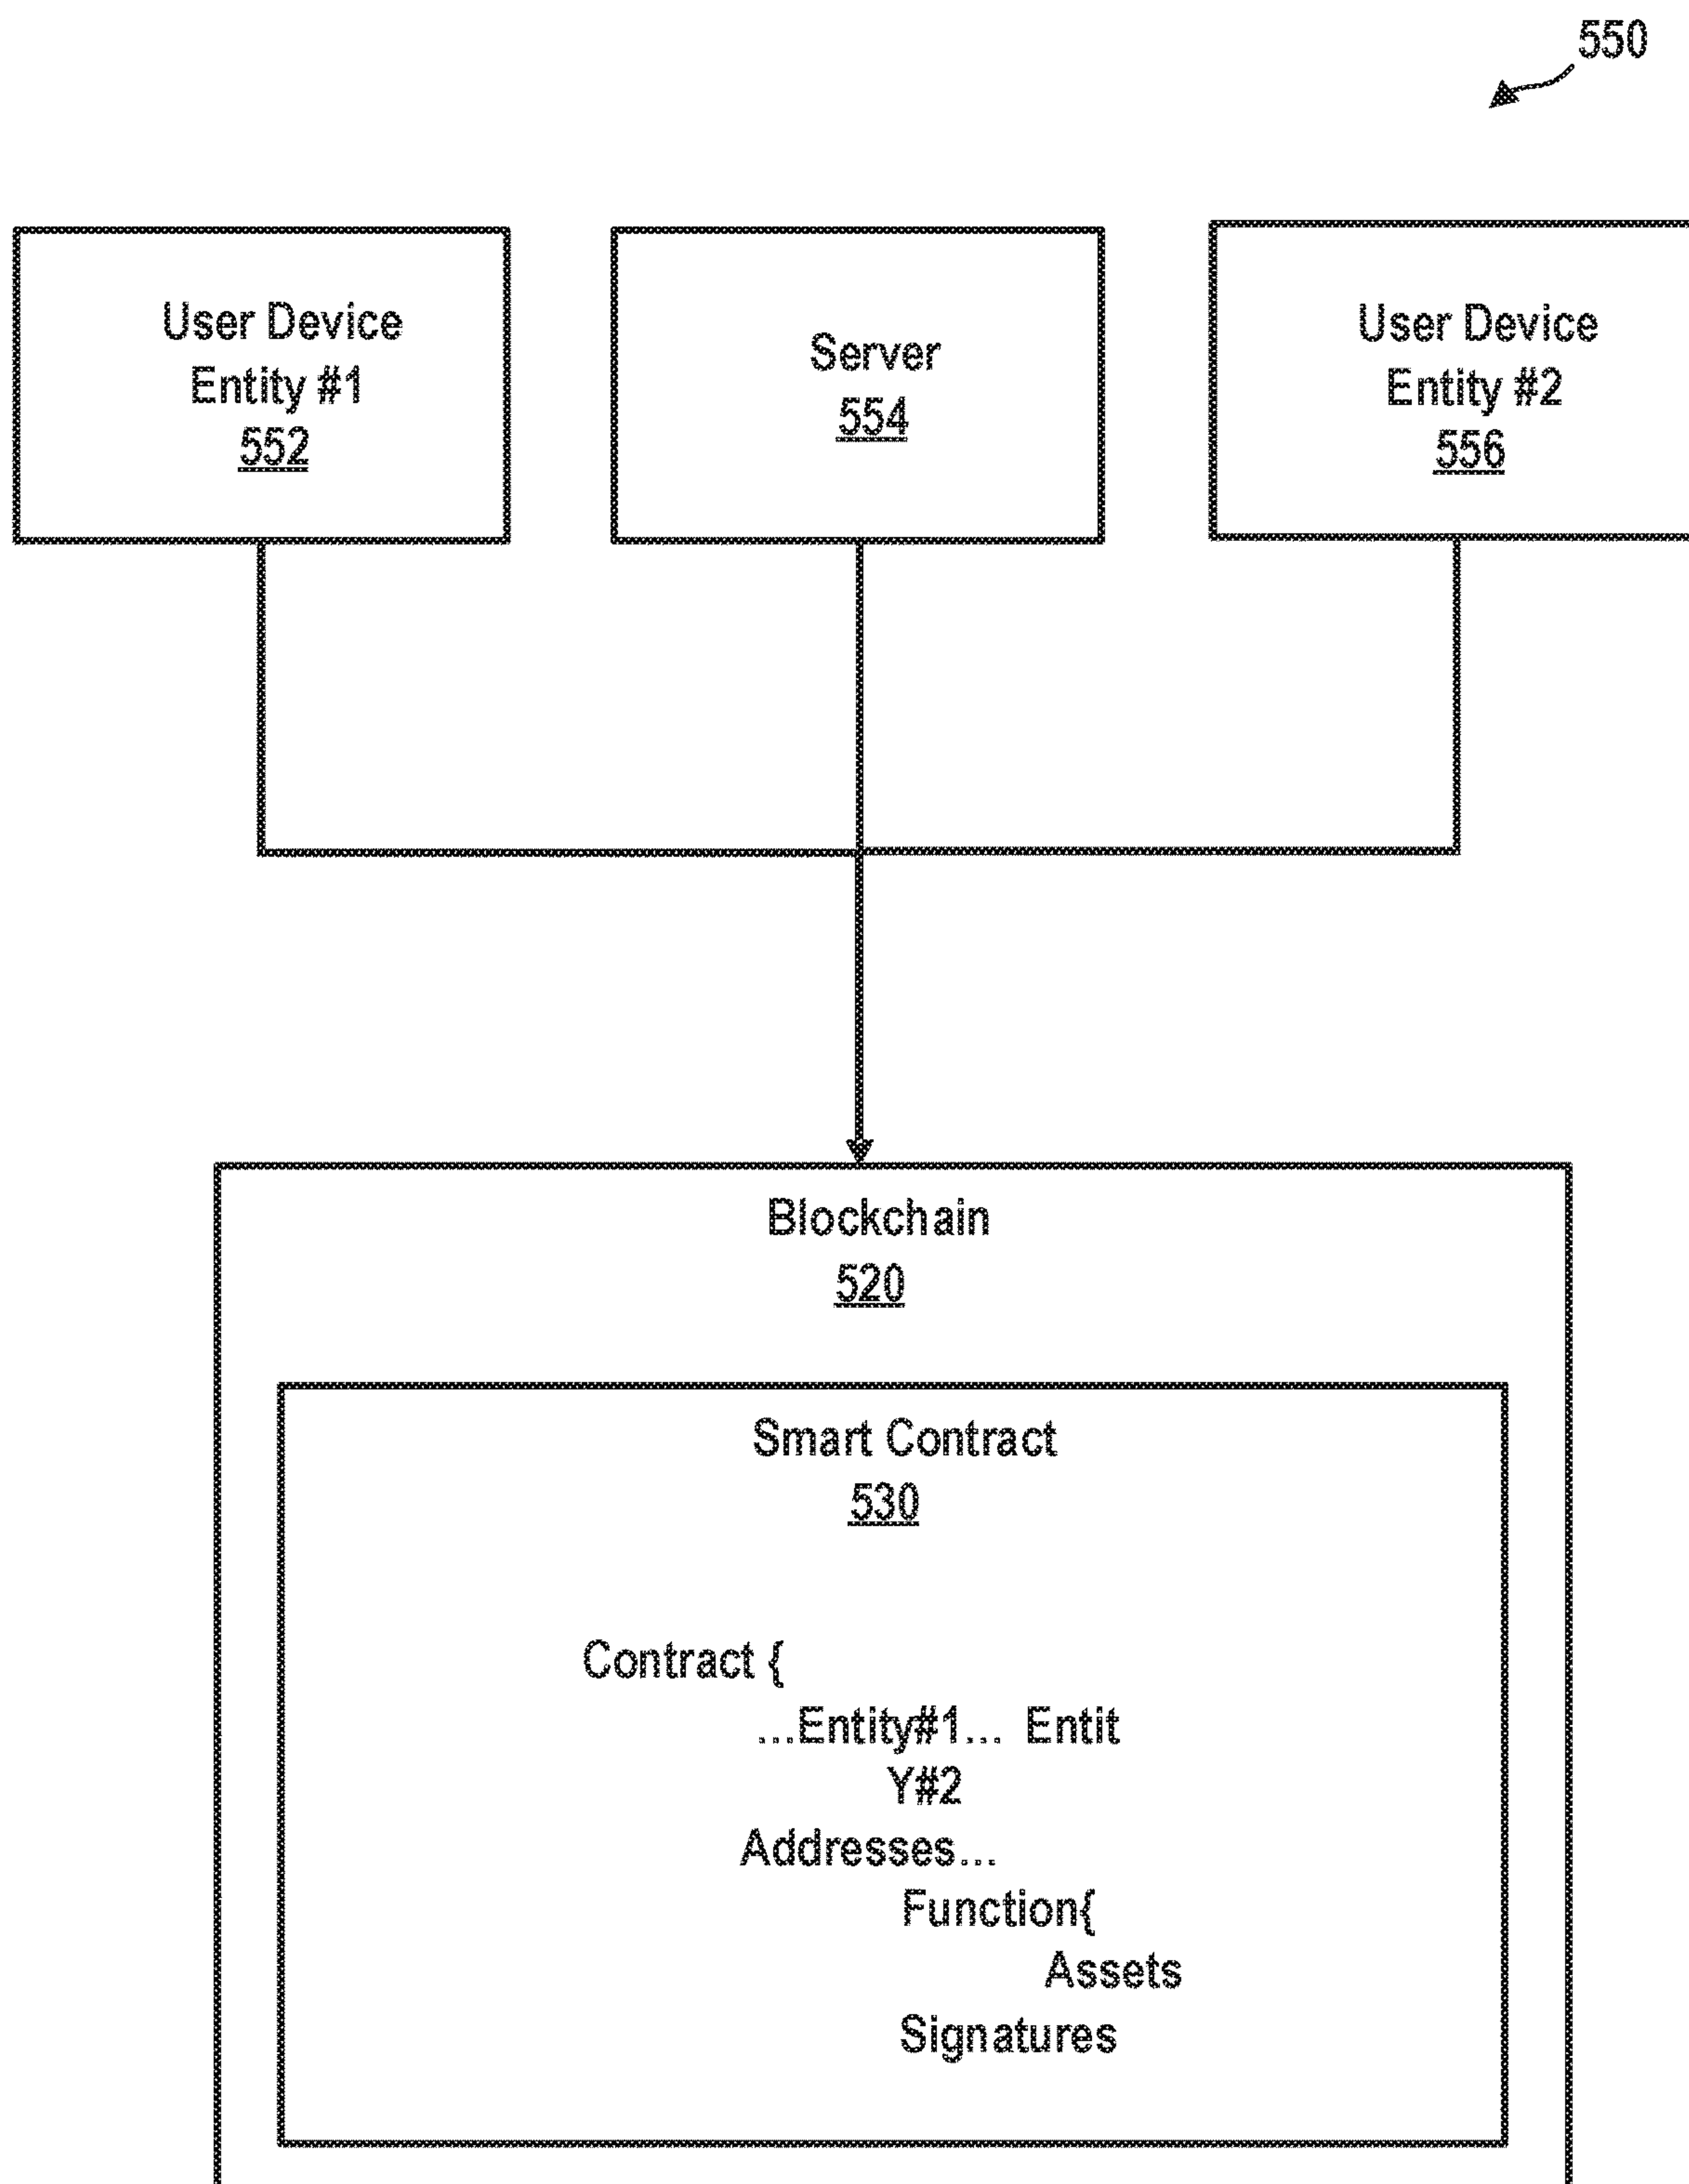 550
User Device
Entity #1
552
Server
554
User Device
Entity #2
556
Blockchain
520
Smart Contract
530
Contract {
...Entity#1... Entit
Y#2
Addresses...
Function{
Assets
Signatures